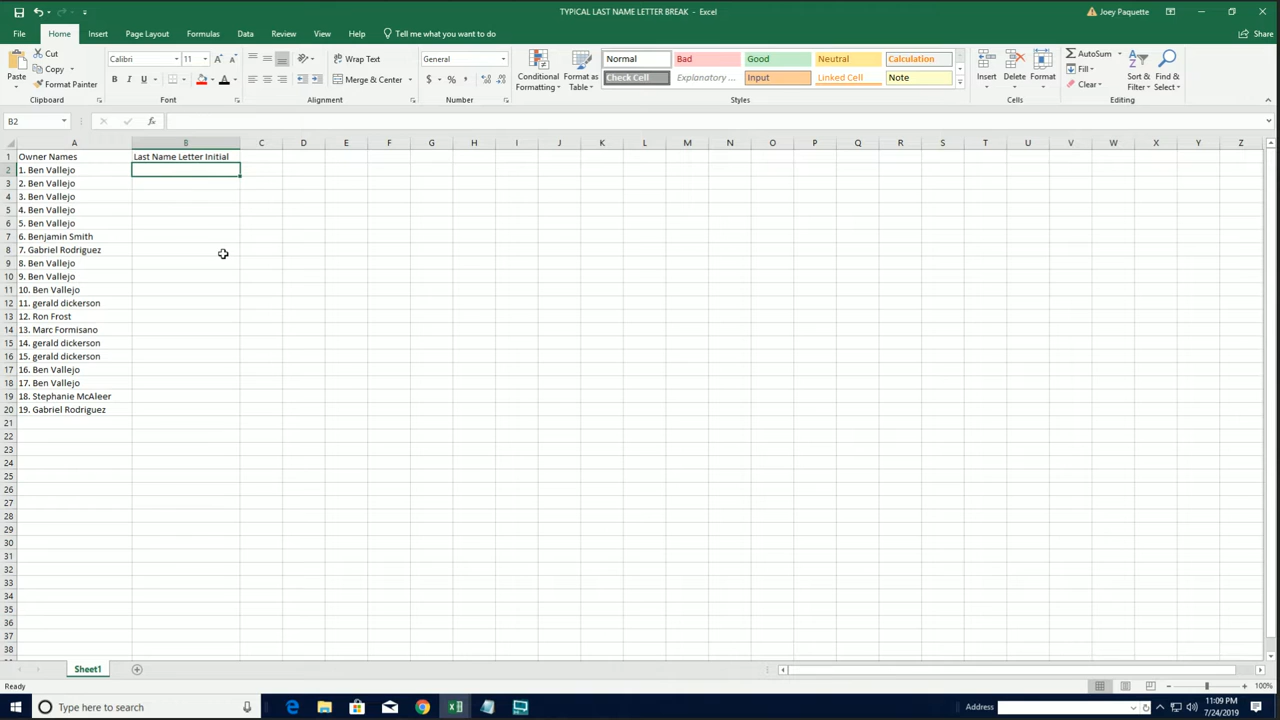 TYPICAL LAST NAME LETTER BREAK - Excel
Joey Paquette
File Home Insert Page Layout Formulas Data Review View Help Tell me what you want to do Share
Paste Cut Copy Format Painter Clipboard
Calibri 11 B I U A Font
Wrap Text Merge & Center Alignment
General $ % , Number
Conditional Formatting Format as Table
Normal Bad Good Neutral Calculation
Check Cell Explanatory ... Input Linked Cell Note
Styles
Insert Delete Format Cells
AutoSum Fill Clear Sort & Filter Find & Select Editing
B2 fx
A B C D E F G H I J K L M N O P Q R S T U V W X Y Z
1 Owner Names Last Name Letter Initial
2 1. Ben Vallejo
3 2. Ben Vallejo
4 3. Ben Vallejo
5 4. Ben Vallejo
6 5. Ben Vallejo
7 6. Benjamin Smith
8 7. Gabriel Rodriguez
9 8. Ben Vallejo
10 9. Ben Vallejo
11 10. Ben Vallejo
12 11. gerald dickerson
13 12. Ron Frost
14 13. Marc Formisano
15 14. gerald dickerson
16 15. gerald dickerson
17 16. Ben Vallejo
18 17. Ben Vallejo
19 18. Stephanie McAleer
20 19. Gabriel Rodriguez
21
22
23
24
25
26
27
28
29
30
31
32
33
34
35
36
37
38
Sheet1
Ready 100%
Type here to search Address 11:09 PM
7/24/2019